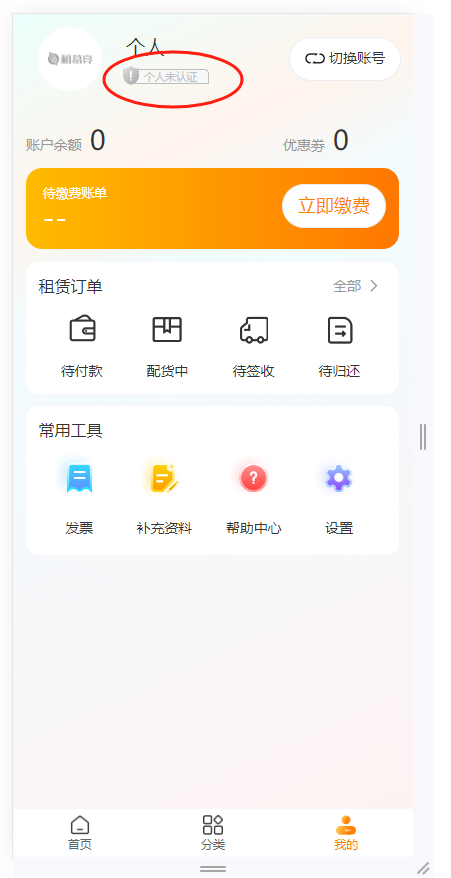 个人
切换账号
个人未认证
账户余额 0
优惠劵 0
待缴费账单
--
立即缴费
租赁订单
全部
待付款
配货中
待签收
待归还
常用工具
发票
补充资料
帮助中心
设置
首页
分类
我的